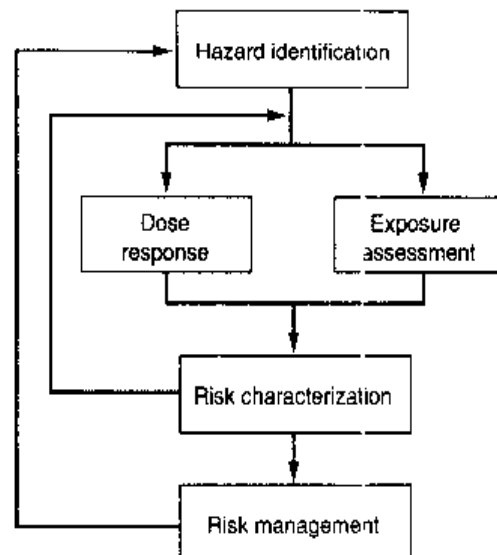 Hazard identification
Dose
response
Exposure
assessment
Risk characterization
Risk management